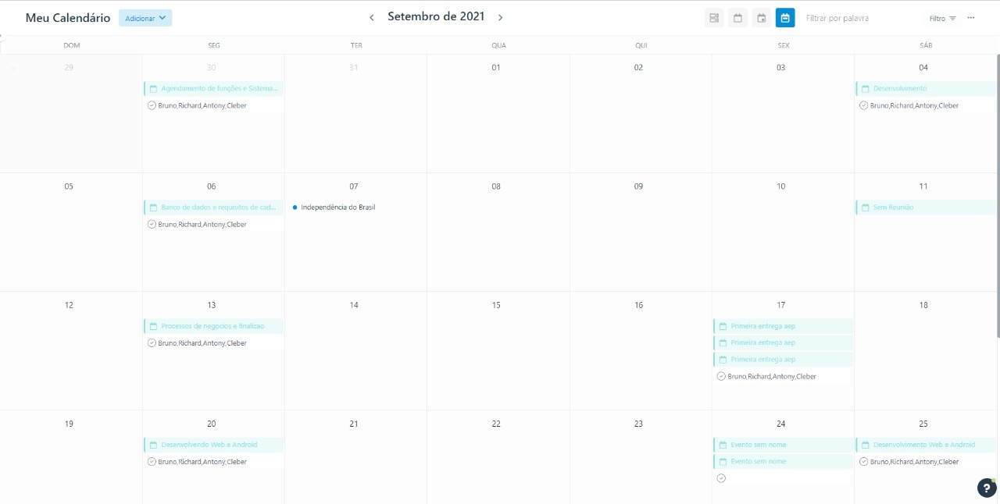 Meu Calendário Adicionar Setembro de 2021 Filtrar por palavra Filtro
DOM SEG TER QUA QUI SEX SÁB
29 30 31 01 02 03 04
Agendamento de funções e Sistema... Desenvolvimento
Bruno,Richard,Antony,Cleber Bruno,Richard,Antony,Cleber
05 06 07 08 09 10 11
Banco de dados e requisitos de cad... Independência do Brasil Sem Reunião
Bruno,Richard,Antony,Cleber
12 13 14 15 16 17 18
Processos de negocios e finalizao Primeira entrega aep
Bruno,Richard,Antony,Cleber Primeira entrega aep
Primeira entrega aep
Bruno,Richard,Antony,Cleber
19 20 21 22 23 24 25
Desenvolvendo Web e Android Evento sem nome Desenvolvimento Web e Android
Bruno,Richard,Antony,Cleber Evento sem nome Bruno,Richard,Antony,Cleber
?